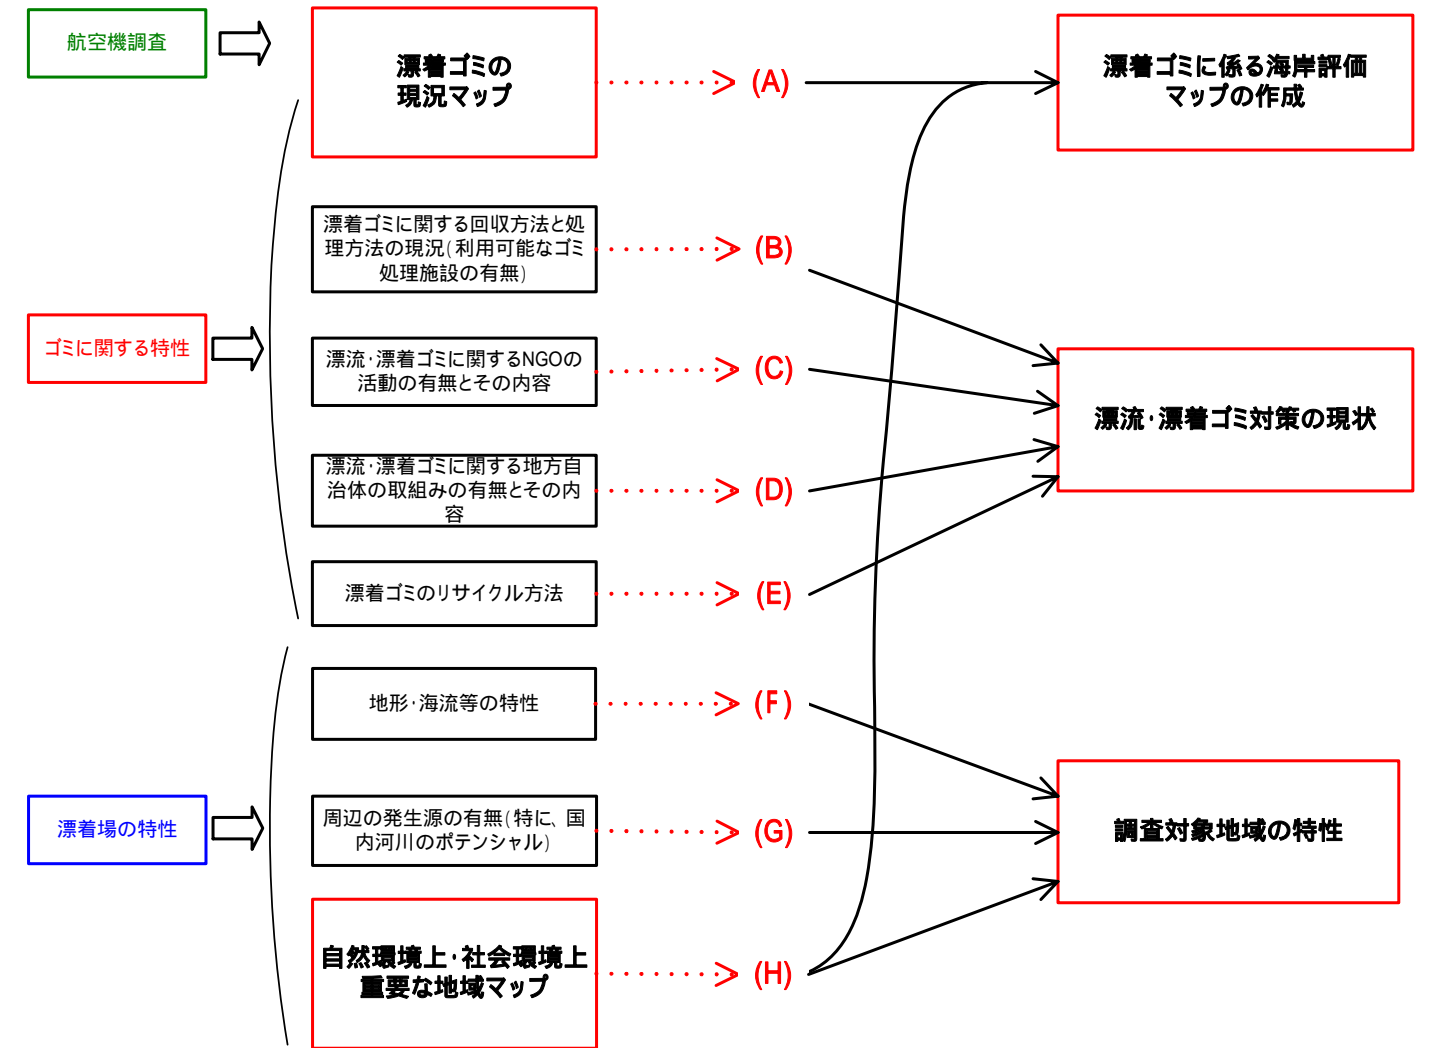 航空機調査
漂着ゴミの
現況マップ
(A)
漂着ゴミに係る海岸評価
マップの作成
漂着ゴミに関する回収方法と処
理方法の現況(利用可能なゴミ
処理施設の有無)
(B)
ゴミに関する特性
漂流・漂着ゴミに関するNGOの
活動の有無とその内容
(C)
漂流・漂着ゴミ対策の現状
漂流・漂着ゴミに関する地方自
治体の取組みの有無とその内
容
(D)
漂着ゴミのリサイクル方法
(E)
地形・海流等の特性
(F)
漂着場の特性
周辺の発生源の有無(特に、国
内河川のポテンシャル)
(G)
調査対象地域の特性
自然環境上・社会環境上
重要な地域マップ
(H)